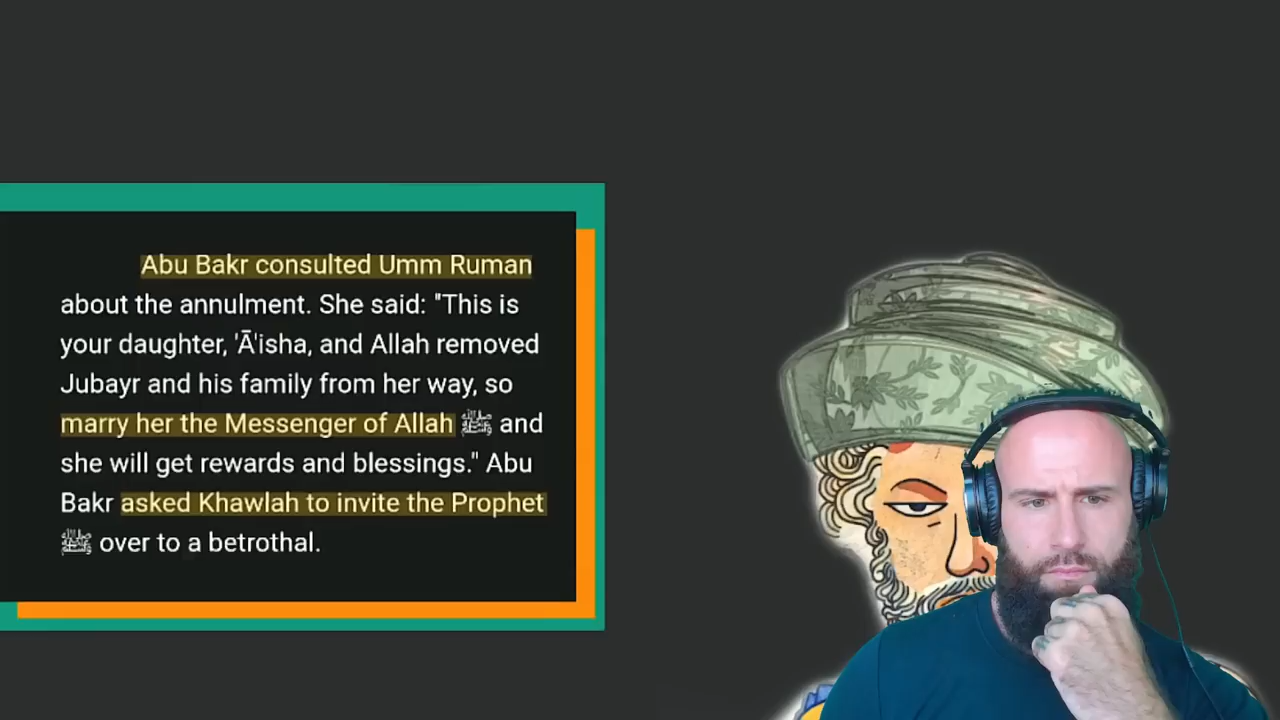 Abu Bakr consulted Umm Ruman
about the annulment. She said: "This is
your daughter, 'Ā'isha, and Allah removed
Jubayr and his family from her way, so
marry her the Messenger of Allah ﷺ and
she will get rewards and blessings." Abu
Bakr asked Khawlah to invite the Prophet
ﷺ over to a betrothal.